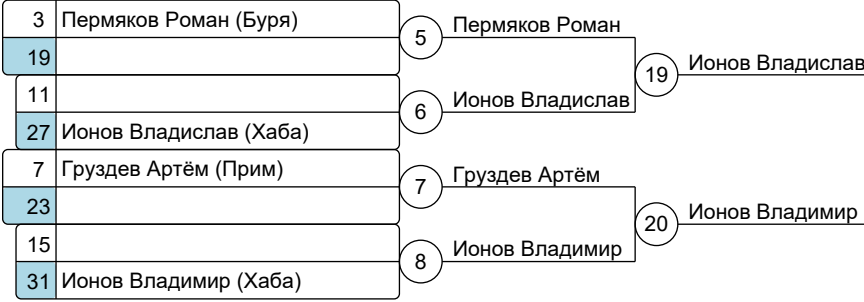 3 Пермяков Роман (Буря)
5 Пермяков Роман
19
19 Ионов Владислав
11
6 Ионов Владислав
27 Ионов Владислав (Хаба)
7 Груздев Артём (Прим)
7 Груздев Артём
23
20 Ионов Владимир
15
8 Ионов Владимир
31 Ионов Владимир (Хаба)